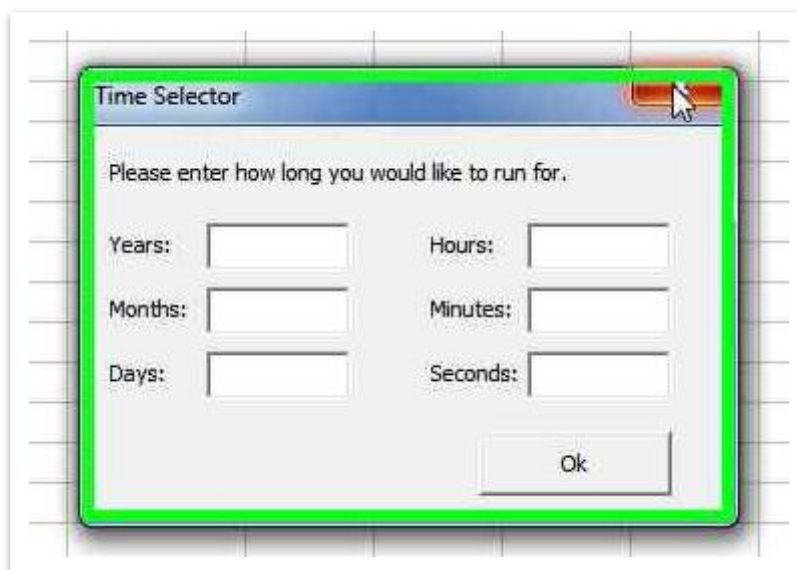 Time Selector
Please enter how long you would like to run for.
Years:
Hours:
Months:
Minutes:
Days:
Seconds:
Ok